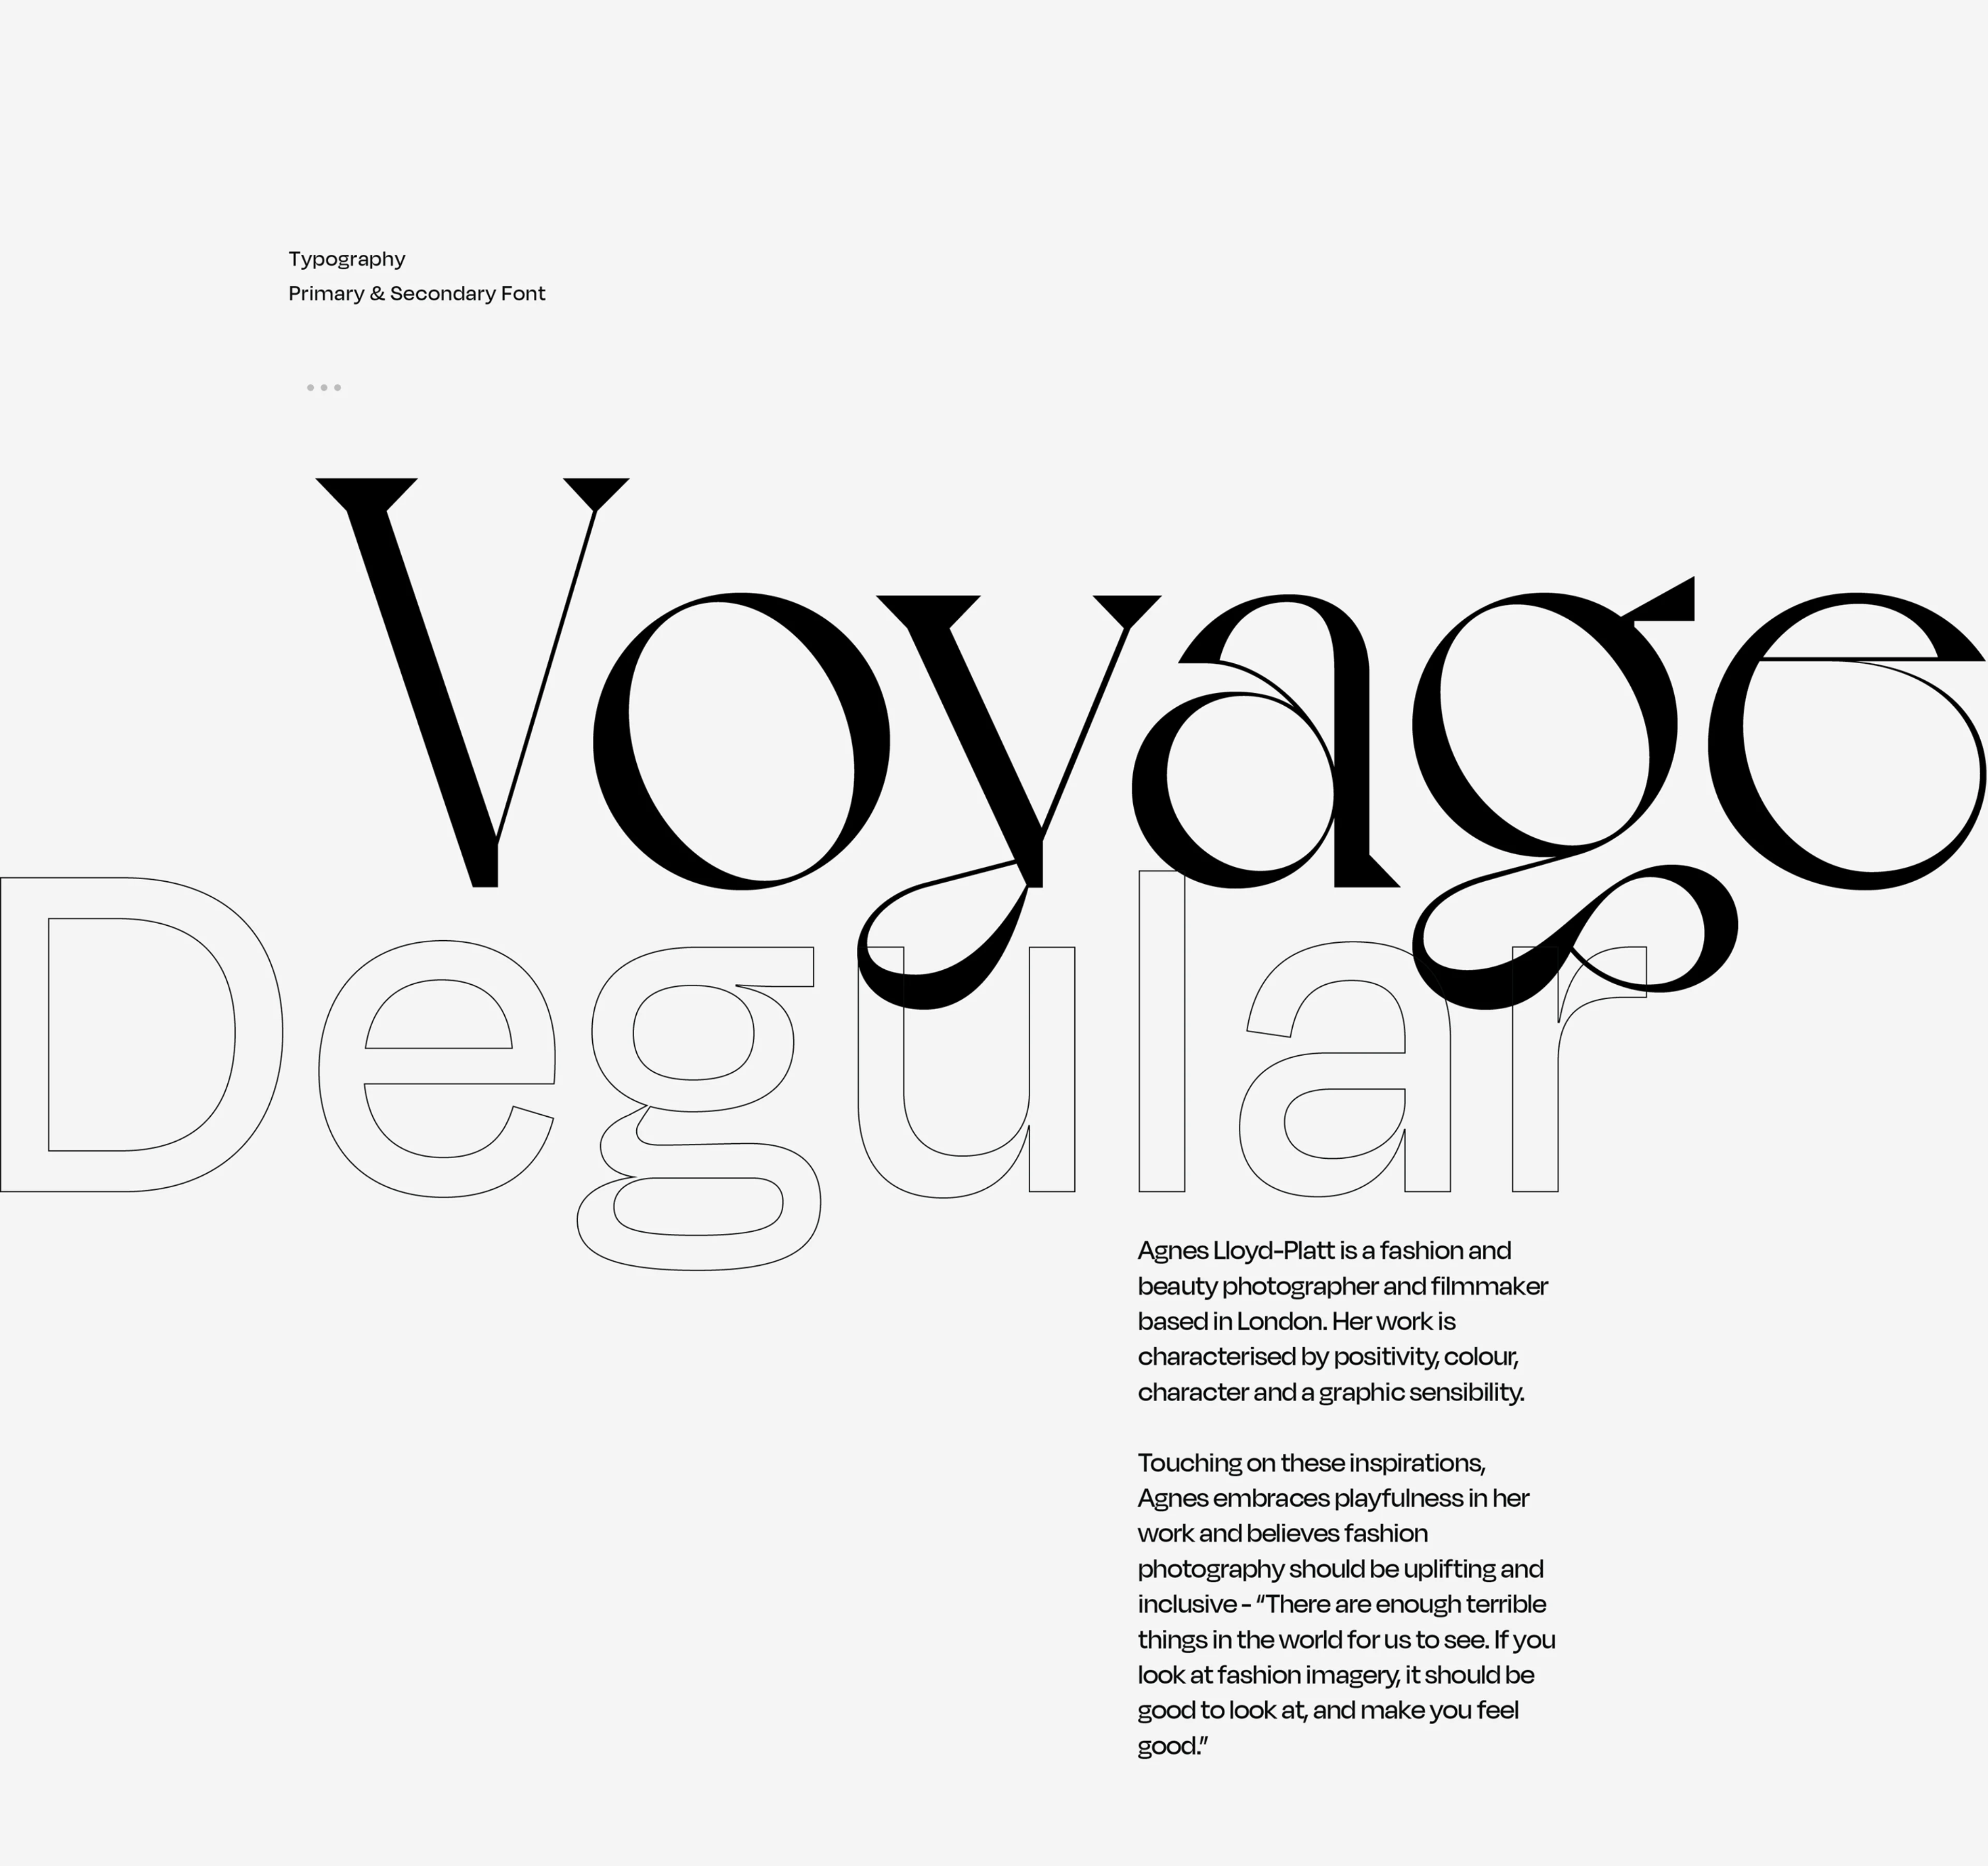 Typography
Primary & Secondary Font
Voyage
Degular
Agnes Lloyd-Platt is a fashion and
beauty photographer and filmmaker
based in London. Her work is
characterised by positivity, colour,
character and a graphic sensibility.
Touching on these inspirations,
Agnes embraces playfulness in her
work and believes fashion
photography should be uplifting and
inclusive - “There are enough terrible
things in the world for us to see. If you
look at fashion imagery, it should be
good to look at, and make you feel
good.”